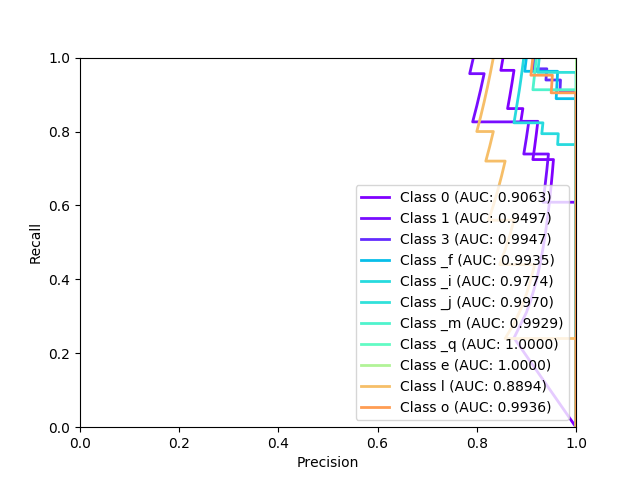 1.0
0.8
0.6
0.4
0.2
0.0
Recall
Class 0 (AUC: 0.9063)
Class 1 (AUC: 0.9497)
Class 3 (AUC: 0.9947)
Class _f (AUC: 0.9935)
Class _i (AUC: 0.9774)
Class _j (AUC: 0.9970)
Class _m (AUC: 0.9929)
Class _q (AUC: 1.0000)
Class e (AUC: 1.0000)
Class l (AUC: 0.8894)
Class o (AUC: 0.9936)
0.0 0.2 0.4 0.6 0.8 1.0
Precision